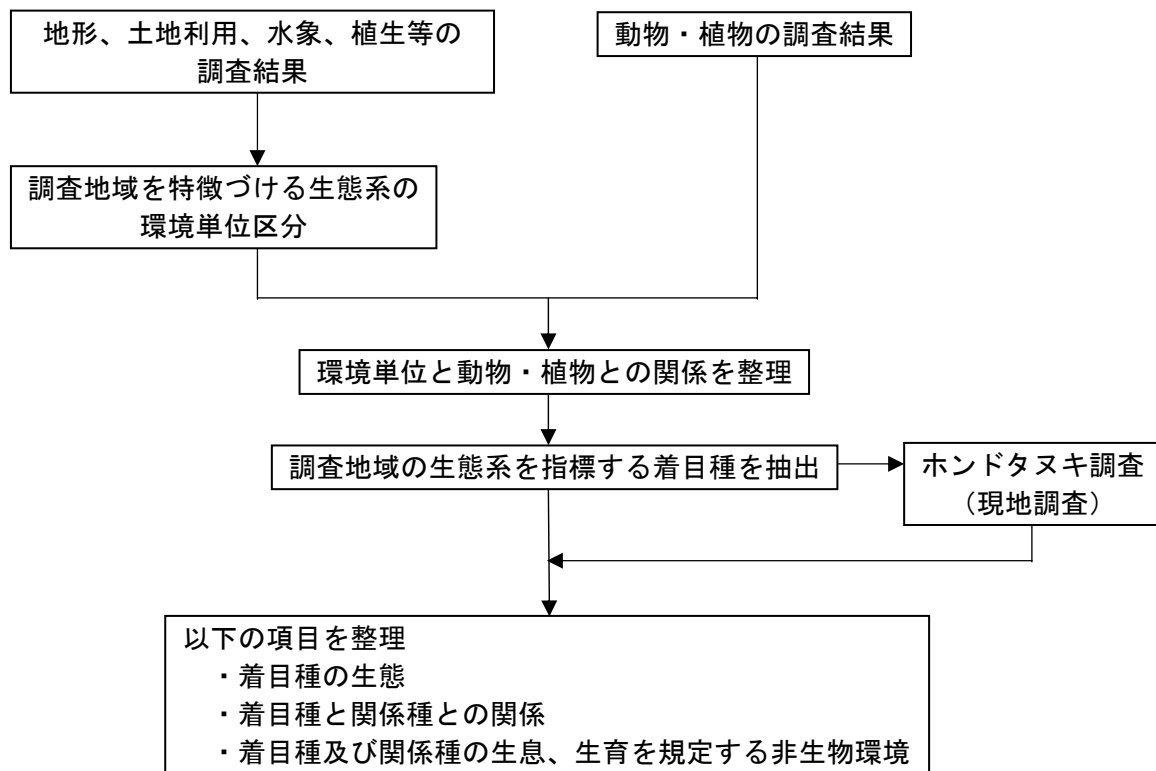 地形、土地利用、水象、植生等の
調査結果
動物・植物の調査結果
調査地域を特徴づける生態系の
環境単位区分
環境単位と動物・植物との関係を整理
調査地域の生態系を指標する着目種を抽出
ホンドタヌキ調査
（現地調査）
以下の項目を整理
・着目種の生態
・着目種と関係種との関係
・着目種及び関係種の生息、生育を規定する非生物環境